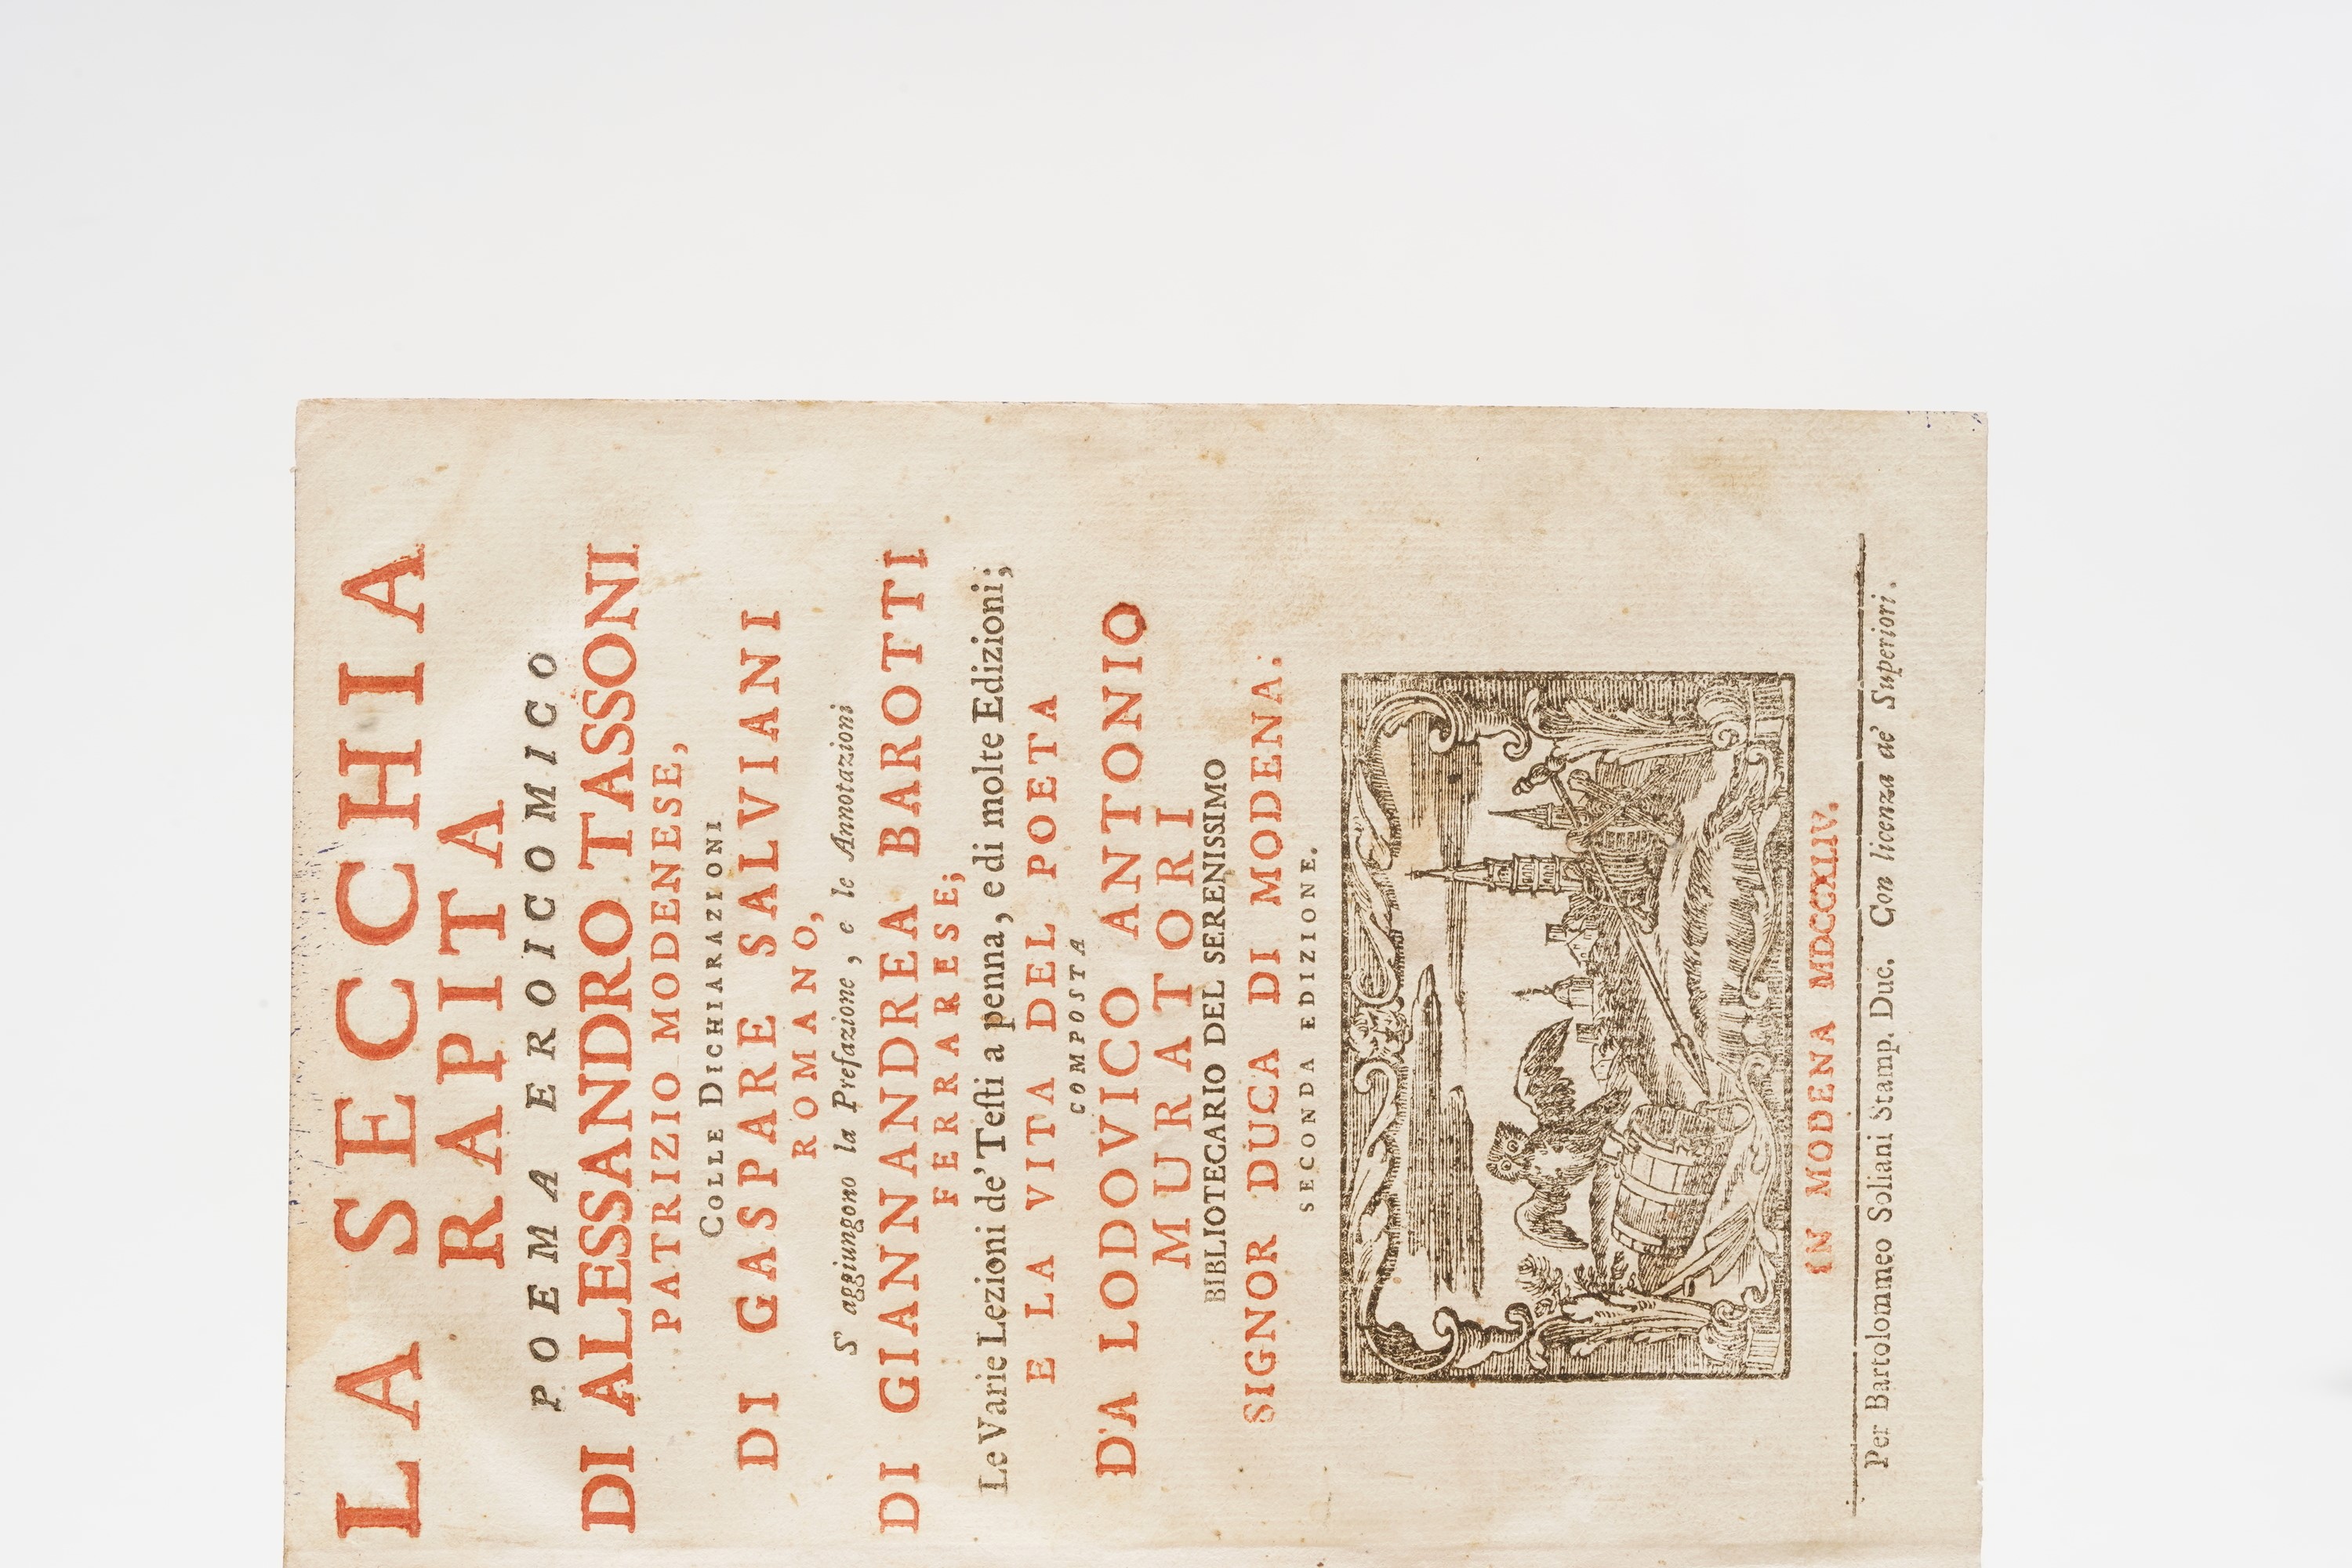 LA SECCHIA
RAPITA
POEMA EROICOMICO
DI ALESSANDRO TASSONI
PATRIZIO MODENESE,
COLLE DICHIARAZIONI
DI GASPARE SALVIANI
ROMANO,
S' aggiungono la Prefazione, e le Annotazioni
DI GIANNANDREA BAROTTI
FERRARESE;
Le Varie Lezioni de' Teſti a penna, e di molte Edizioni;
E LA VITA DEL POETA
COMPOSTA
DA LODOVICO ANTONIO
MURATORI
BIBLIOTECARIO DEL SERENISSIMO
SIGNOR DUCA DI MODENA.
SECONDA EDIZIONE.
IN MODENA MDCCXLIV.
Per Bartolommeo Soliani Stamp. Duc. Con licenza de' Superiori.